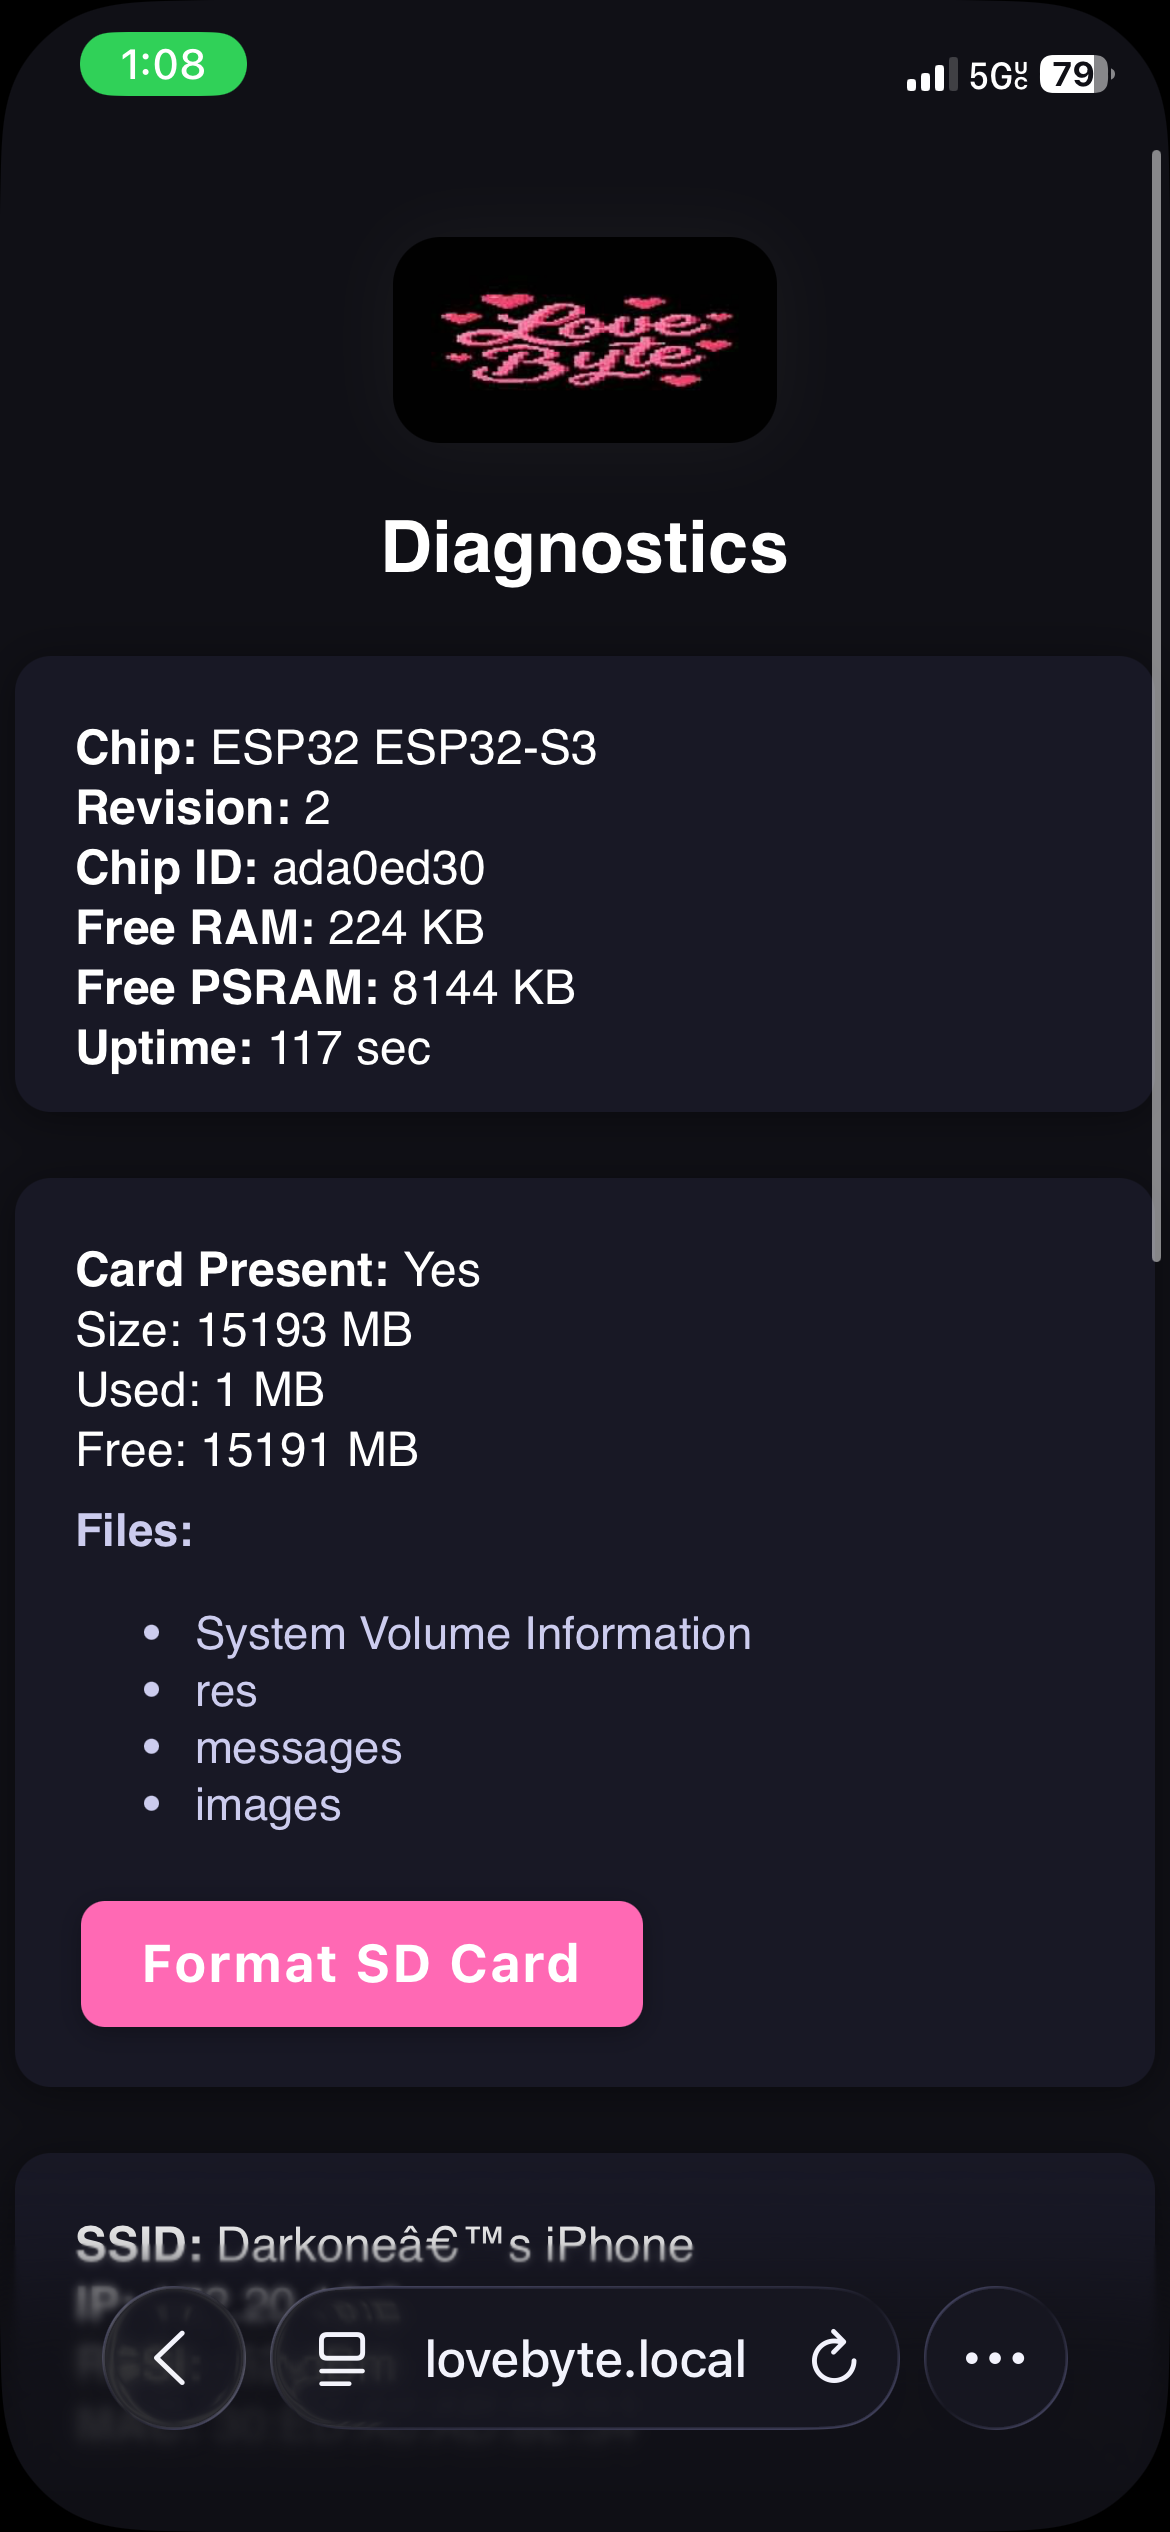 1:08
5G UC 79
Love
Byte
Diagnostics
Chip: ESP32 ESP32-S3
Revision: 2
Chip ID: ada0ed30
Free RAM: 224 KB
Free PSRAM: 8144 KB
Uptime: 117 sec
Card Present: Yes
Size: 15193 MB
Used: 1 MB
Free: 15191 MB
Files:
System Volume Information
res
messages
images
Format SD Card
SSID: Darkoneâ€™s iPhone
IP:
lovebyte.local